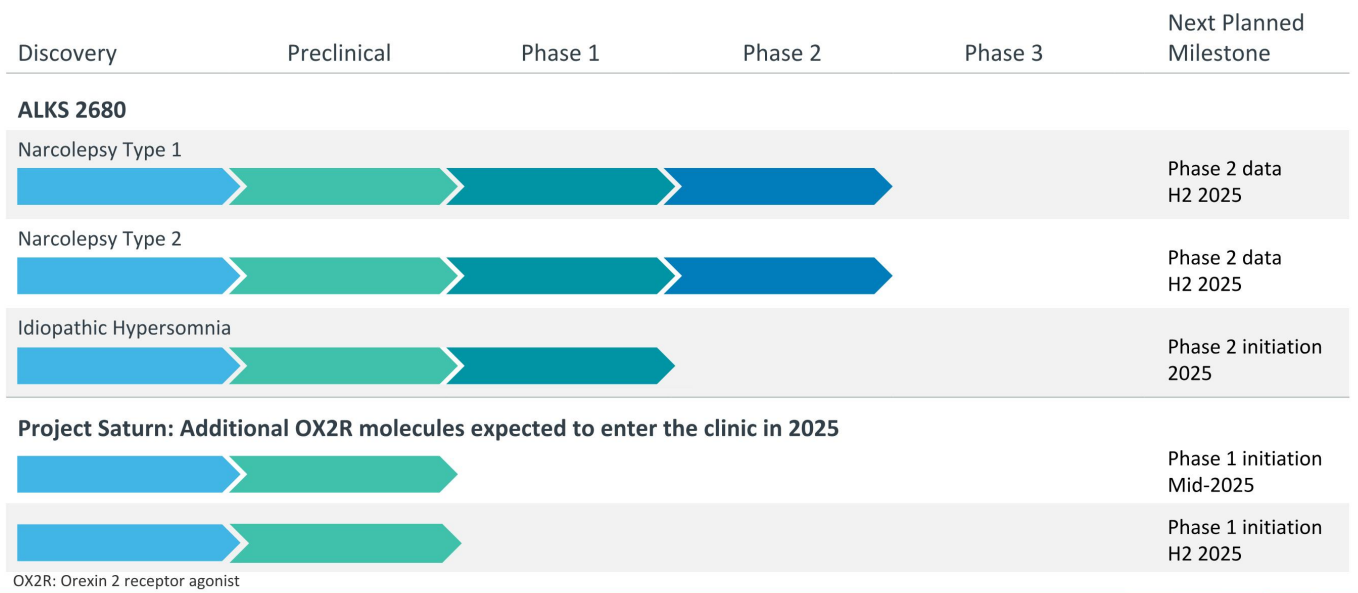 Discovery
Preclinical
Phase 1
Phase 2
Phase 3
Next Planned
Milestone
ALKS 2680
Narcolepsy Type 1
Phase 2 data
H2 2025
Narcolepsy Type 2
Phase 2 data
H2 2025
Idiopathic Hypersomnia
Phase 2 initiation
2025
Project Saturn: Additional OX2R molecules expected to enter the clinic in 2025
Phase 1 initiation
Mid-2025
Phase 1 initiation
H2 2025
OX2R: Orexin 2 receptor agonist